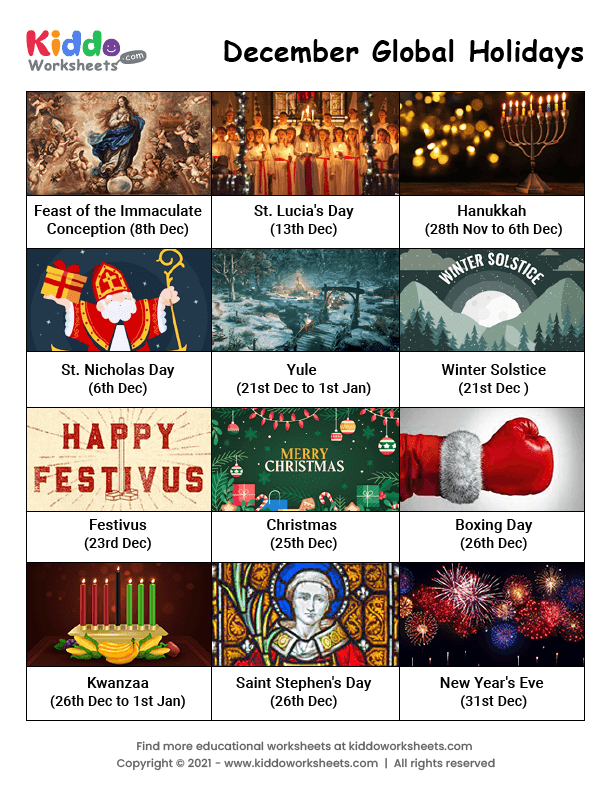 Kiddo
Worksheets.com
December Global Holidays
Feast of the Immaculate
Conception (8th Dec)
St. Lucia's Day
(13th Dec)
Hanukkah
(28th Nov to 6th Dec)
WINTER SOLSTICE
St. Nicholas Day
(6th Dec)
Yule
(21st Dec to 1st Jan)
Winter Solstice
(21st Dec )
HAPPY
FESTIVUS
MERRY
CHRISTMAS
Festivus
(23rd Dec)
Christmas
(25th Dec)
Boxing Day
(26th Dec)
Kwanzaa
(26th Dec to 1st Jan)
Saint Stephen's Day
(26th Dec)
New Year's Eve
(31st Dec)
Find more educational worksheets at kiddoworksheets.com
Copyright © 2021 - www.kiddoworksheets.com | All rights reserved